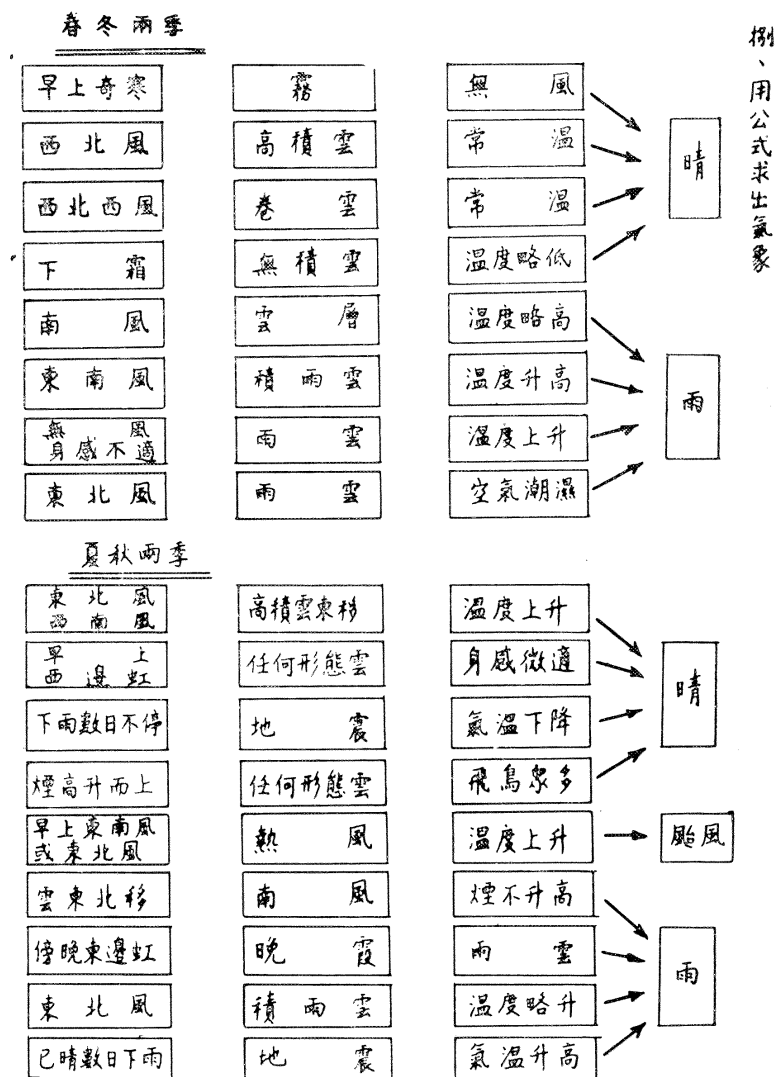 捌、用公式求出氣象
春冬兩季
早上奇寒 霧 無風
西北風 高積雲 常溫
西北西風 卷雲 常溫
晴
下霜 無積雲 溫度略低
南風 雲層 溫度略高
東南風 積雨雲 溫度升高
雨
無風
身感不適 雨雲 溫度上升
東北風 雨雲 空氣潮濕
夏秋兩季
東北風
西南風 高積雲東移 溫度上升
早上
西邊虹 任何形態雲 身感微適
晴
下雨數日不停 地震 氣溫下降
煙高升而上 任何形態雲 飛鳥眾多
早上東南風
或東北風 熱風 溫度上升 颱風
雲東北移 南風 煙不升高
傍晚東邊虹 晚霞 雨雲
雨
東北風 積雨雲 溫度略升
已晴數日下雨 地震 氣溫升高